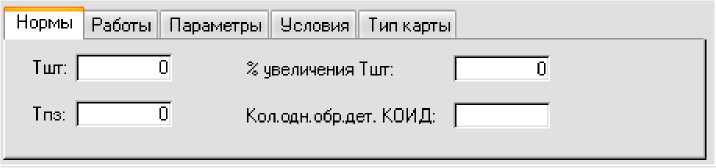 Нормы Работы Параметры Условия Тип карты
Тшт: 0 % увеличения Тшт: 0
Тпз: 0 Кол.одн.обр.дет. КОИД: